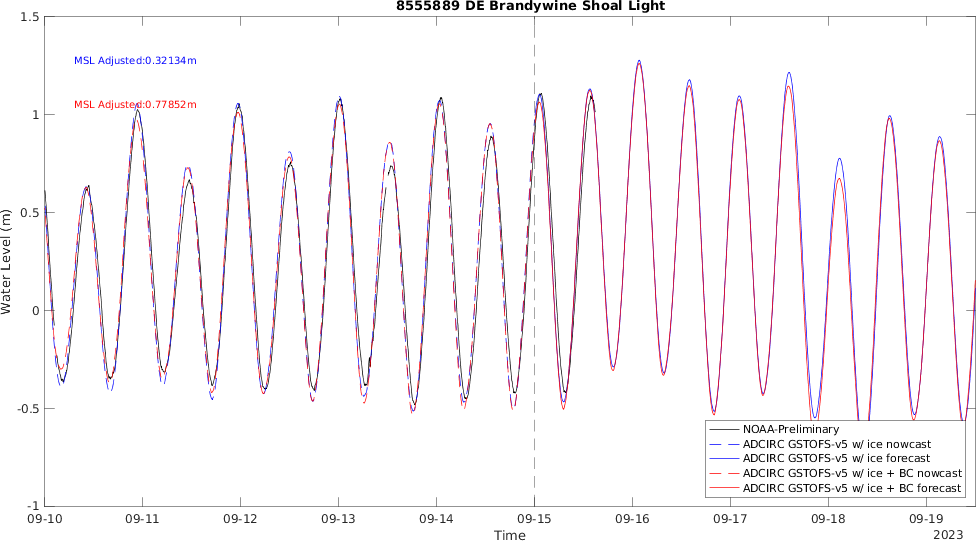 8555889 DE Brandywine Shoal Light
1.5
MSL Adjusted:0.32134m
MSL Adjusted:0.77852m
1
0.5
0
-0.5
-1
Water Level (m)
NOAA-Preliminary
ADCIRC GSTOFS-v5 w/ice nowcast
ADCIRC GSTOFS-v5 w/ice forecast
ADCIRC GSTOFS-v5 w/ice + BC nowcast
ADCIRC GSTOFS-v5 w/ice + BC forecast
09-10 09-11 09-12 09-13 09-14 09-15 09-16 09-17 09-18 09-19
Time
2023